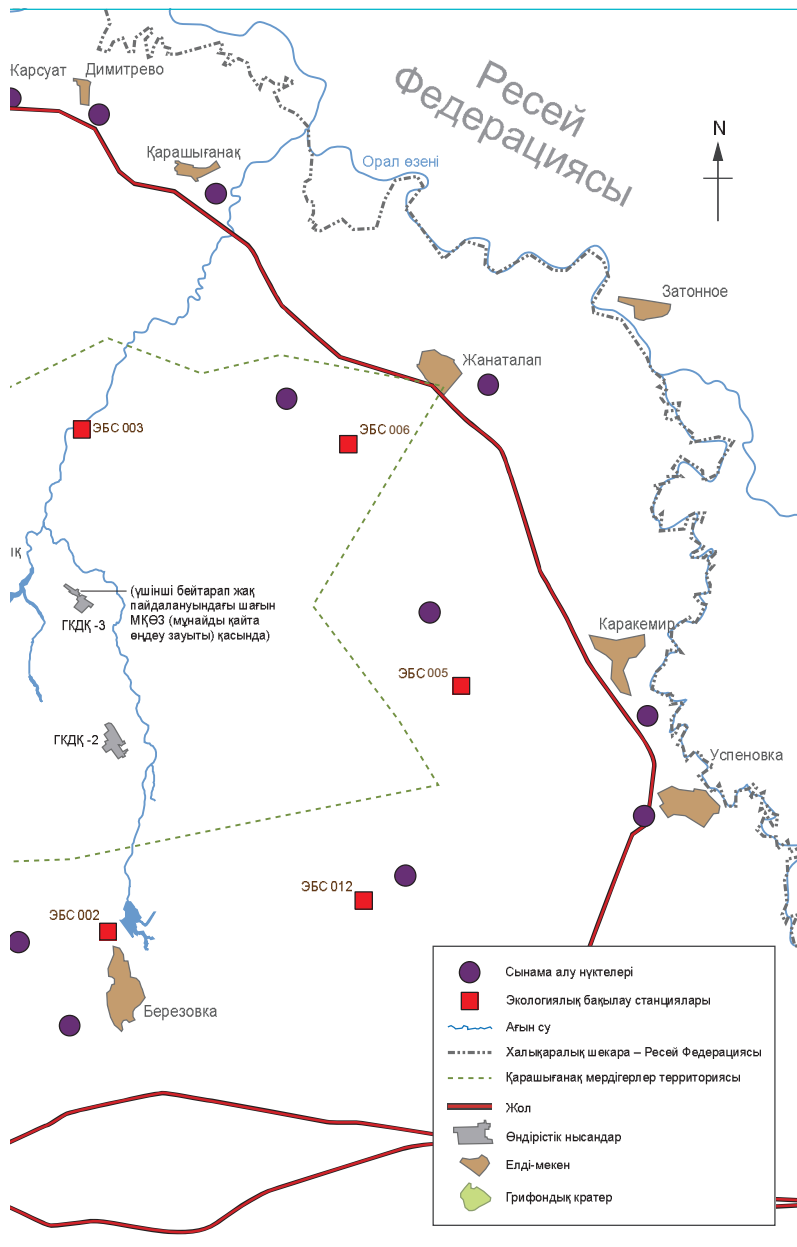 Карсуат
Димитрево
Ресей
Федерациясы
N
Қарашығанақ
Орал өзені
Затонное
Жанаталап
ЭБС 003
ЭБС 006
ық
(үшінші бейтарап жақ
пайдалануындағы шағын
МҚӨЗ (мұнайды қайта
өңдеу зауыты) қасында)
ГКДҚ -3
Каракемир
ЭБС 005
ГКДҚ -2
Успеновка
ЭБС 012
ЭБС 002
Березовка
Сынама алу нүктелері
Экологиялық бақылау станциялары
Ағын су
Халықаралық шекара – Ресей Федерациясы
Қарашығанақ мердігерлер территориясы
Жол
Өндірістік нысандар
Елді-мекен
Грифондық кратер